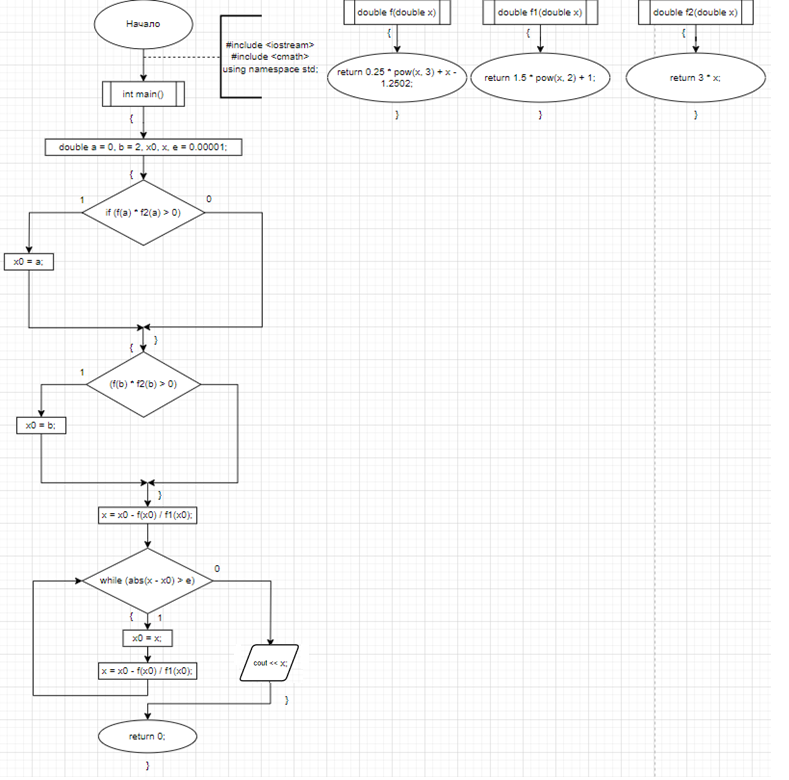 Начало
#include <iostream>
#include <cmath>
using namespace std;
int main()
{
double a = 0, b = 2, x0, x, e = 0.00001;
{
if (f(a) * f2(a) > 0)
1
0
x0 = a;
}
{
(f(b) * f2(b) > 0)
1
x0 = b;
}
x = x0 - f(x0) / f1(x0);
while (abs(x - x0) > e)
0
{
1
x0 = x;
x = x0 - f(x0) / f1(x0);
cout << x;
}
return 0;
}
double f(double x)
{
return 0.25 * pow(x, 3) + x -
1.2502;
}
double f1(double x)
{
return 1.5 * pow(x, 2) + 1;
}
double f2(double x)
{
return 3 * x;
}